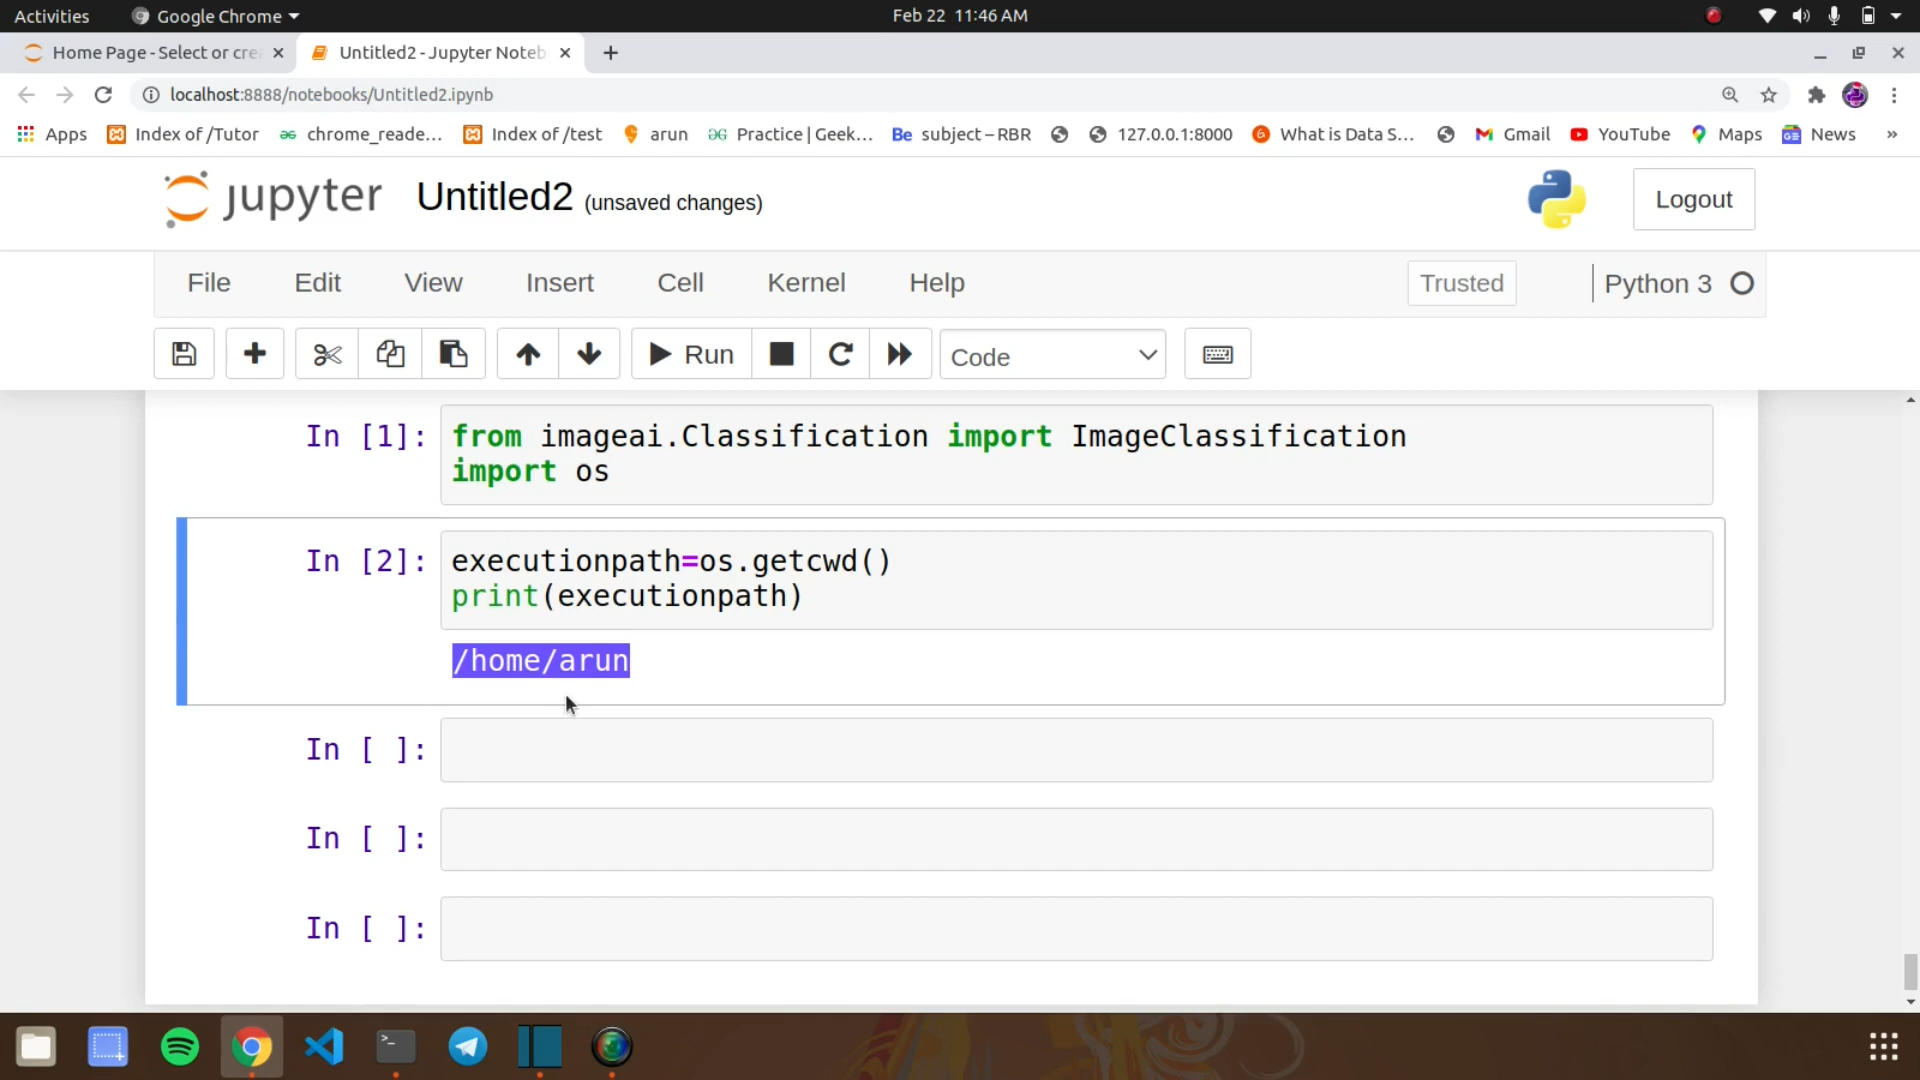 Activities Google Chrome Feb 22 11:46 AM
Home Page - Select or cre Untitled2 - Jupyter Noteb
localhost:8888/notebooks/Untitled2.ipynb
Apps Index of /Tutor chrome_reade... Index of /test arun Practice | Geek... Be subject – RBR 127.0.0.1:8000 What is Data S... Gmail YouTube Maps News »
jupyter Untitled2 (unsaved changes) Logout
File Edit View Insert Cell Kernel Help Trusted Python 3
Run Code
In [1]: from imageai.Classification import ImageClassification
import os
In [2]: executionpath=os.getcwd()
print(executionpath)
/home/arun
In [ ]:
In [ ]:
In [ ]: